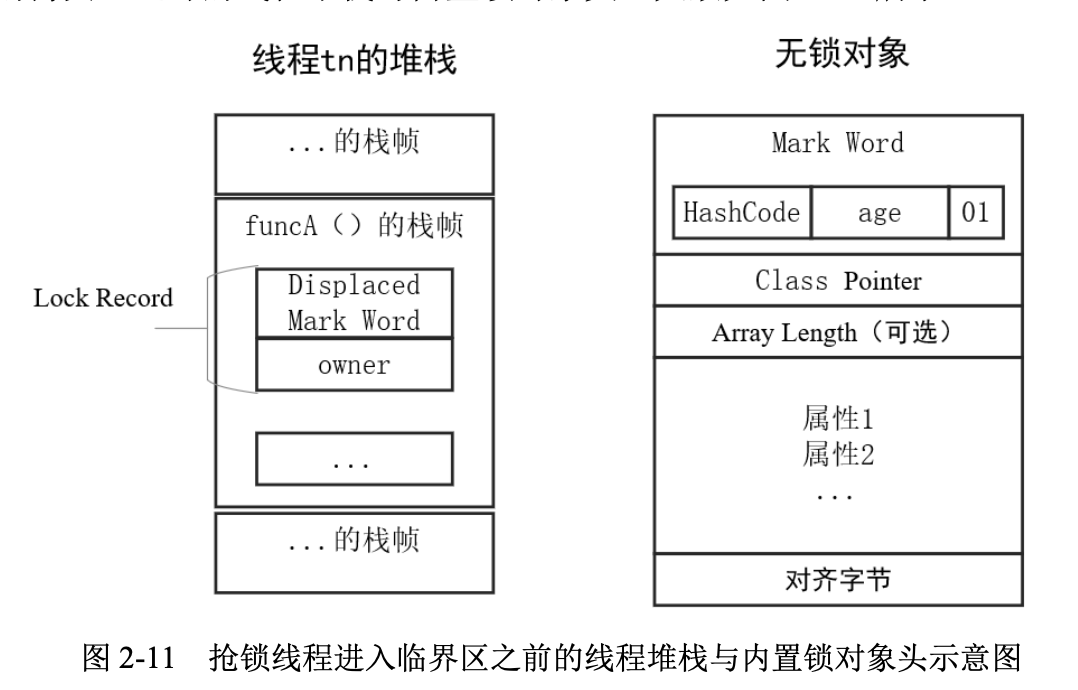 线程tn的堆栈
...的栈帧
funcA（）的栈帧
Lock Record
Displaced
Mark Word
owner
...
...的栈帧
无锁对象
Mark Word
HashCode
age
01
Class Pointer
Array Length（可选）
属性1
属性2
...
对齐字节
图 2-11 抢锁线程进入临界区之前的线程堆栈与内置锁对象头示意图